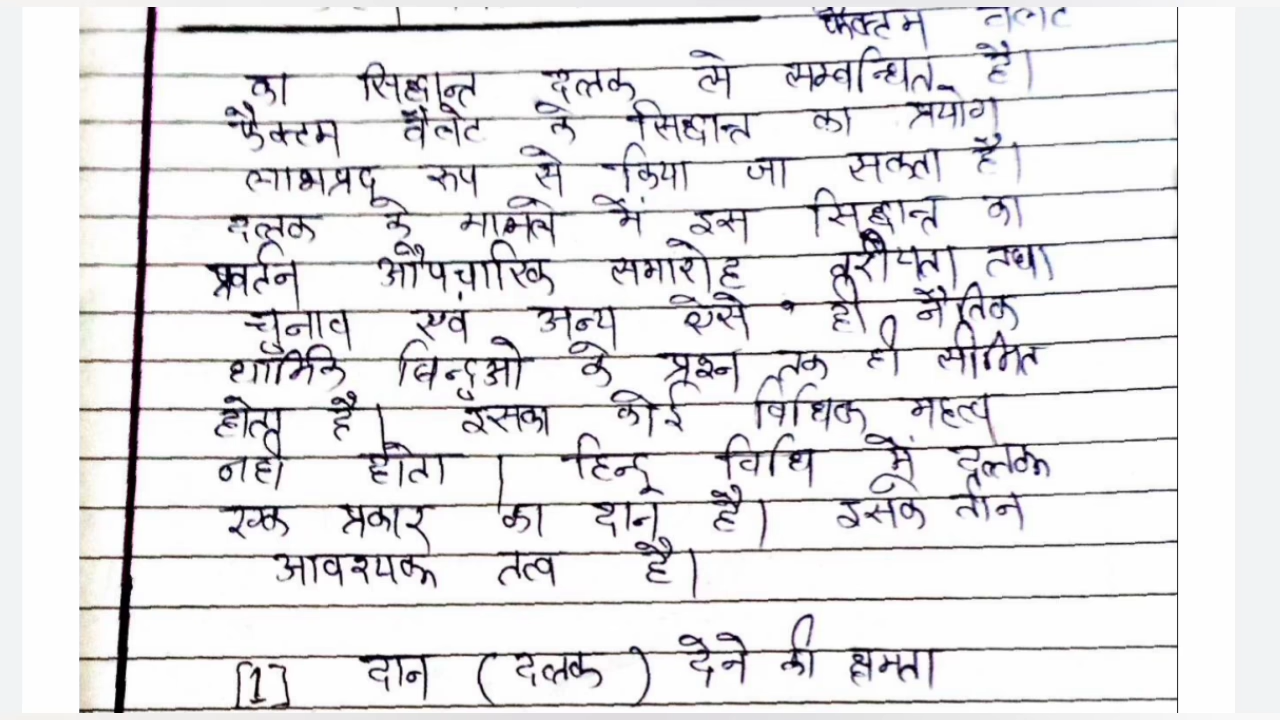 फैक्टम वैलेट
का सिद्धान्त दत्तक से सम्बन्धित है।
फैक्टम वैलेट के सिद्धान्त का प्रयोग
लाभप्रद रूप से किया जा सकता है।
दत्तक के मामले में इस सिद्धान्त का
प्रवर्तन औपचारिक समारोह वरीयता तथा
चुनाव एवं अन्य ऐसे ही नैतिक
धार्मिक बिन्दुओ के प्रश्न तक ही सीमित
होता है। इसका कोई विधिक महत्व
नही होता । हिन्दू विधि में दत्तक
एक प्रकार का दान है। इसके तीन
आवश्यक तत्व है।
[1] दान (दत्तक) देने की क्षमता